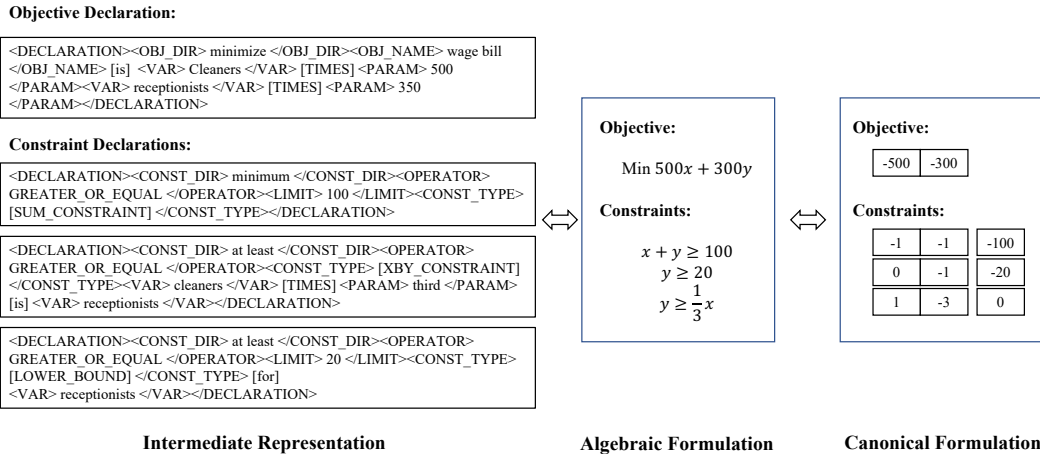 Objective Declaration:
<DECLARATION><OBJ_DIR> minimize </OBJ_DIR><OBJ_NAME> wage bill
</OBJ_NAME> [is] <VAR> Cleaners </VAR> [TIMES] <PARAM> 500
</PARAM><VAR> receptionists </VAR> [TIMES] <PARAM> 350
</PARAM></DECLARATION>
Constraint Declarations:
<DECLARATION><CONST_DIR> minimum </CONST_DIR><OPERATOR>
GREATER_OR_EQUAL </OPERATOR><LIMIT> 100 </LIMIT><CONST_TYPE>
[SUM_CONSTRAINT] </CONST_TYPE></DECLARATION>
<DECLARATION><CONST_DIR> at least </CONST_DIR><OPERATOR>
GREATER_OR_EQUAL </OPERATOR><CONST_TYPE> [XBY_CONSTRAINT]
</CONST_TYPE><VAR> cleaners </VAR> [TIMES] <PARAM> third </PARAM>
[is] <VAR> receptionists </VAR></DECLARATION>
<DECLARATION><CONST_DIR> at least </CONST_DIR><OPERATOR>
GREATER_OR_EQUAL </OPERATOR><LIMIT> 20 </LIMIT><CONST_TYPE>
[LOWER_BOUND] </CONST_TYPE> [for]
<VAR> receptionists </VAR></DECLARATION>
Intermediate Representation
Objective:
Min 500x + 300y
Constraints:
x + y ≥ 100
y ≥ 20
y ≥ 1/3 x
Algebraic Formulation
Objective:
-500 -300
Constraints:
-1 -1 -100
0 -1 -20
1 -3 0
Canonical Formulation